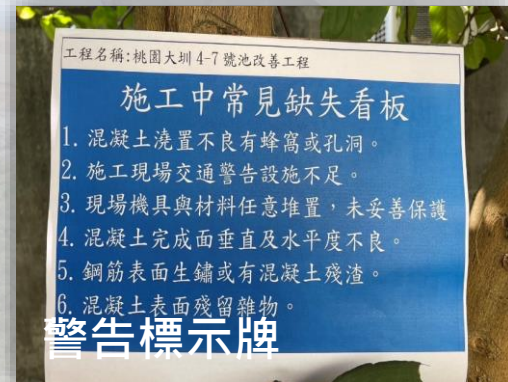 工程名稱:桃園大圳 4-7 號池改善工程
施工中常見缺失看板
1. 混凝土澆置不良有蜂窩或孔洞。
2. 施工現場交通警告設施不足。
3. 現場機具與材料任意堆置，未妥善保護
4. 混凝土完成面垂直及水平度不良。
5. 鋼筋表面生鏽或有混凝土殘渣。
6. 混凝土表面殘留雜物。
警告標示牌